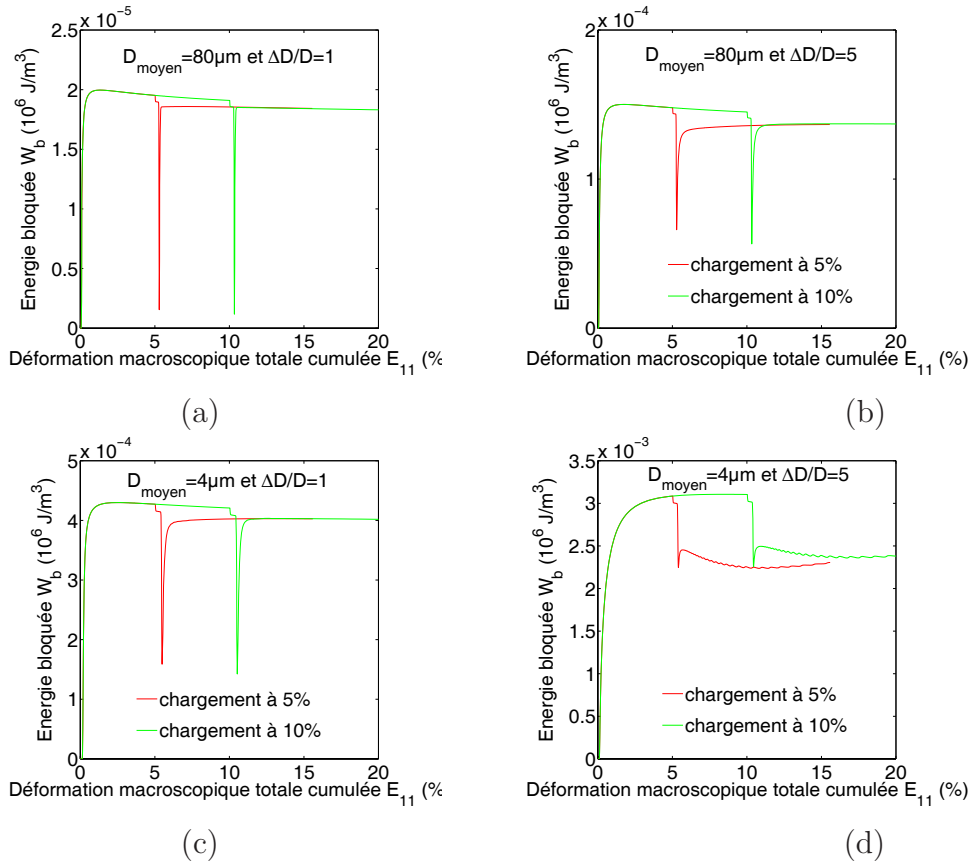 x 10^-5
2.5
2
1.5
1
0.5
0
0 5 10 15 20
D_moyen=80µm et ΔD/D=1
Energie bloquée W_b (10^6 J/m^3)
Déformation macroscopique totale cumulée E_11 (%
(a)
x 10^-4
2
1
0
0 5 10 15 20
D_moyen=80µm et ΔD/D=5
Energie bloquée W_b (10^6 J/m^3)
chargement à 5%
chargement à 10%
Déformation macroscopique totale cumulée E_11 (%)
(b)
x 10^-4
5
4
3
2
1
0
0 5 10 15 20
D_moyen=4µm et ΔD/D=1
Energie bloquée W_b (10^6 J/m^3)
chargement à 5%
chargement à 10%
Déformation macroscopique totale cumulée E_11 (%
(c)
x 10^-3
3.5
3
2.5
2
1.5
1
0.5
0
0 5 10 15 20
D_moyen=4µm et ΔD/D=5
Energie bloquée W_b (10^6 J/m^3)
chargement à 5%
chargement à 10%
Déformation macroscopique totale cumulée E_11 (%
(d)